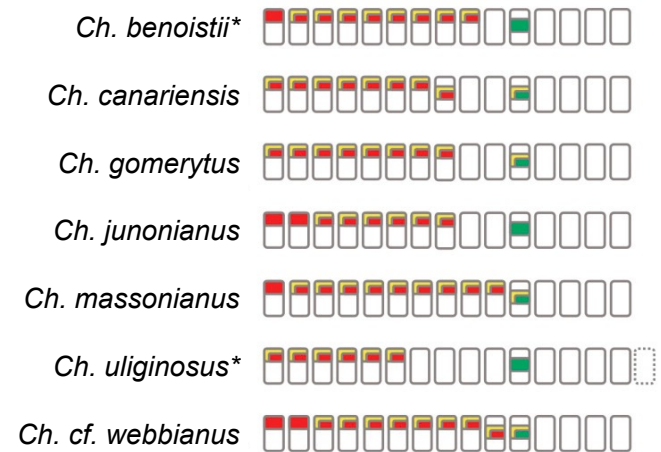 Ch. benoistii*
Ch. canariensis
Ch. gomerytus
Ch. junonianus
Ch. massonianus
Ch. uliginosus*
Ch. cf. webbianus